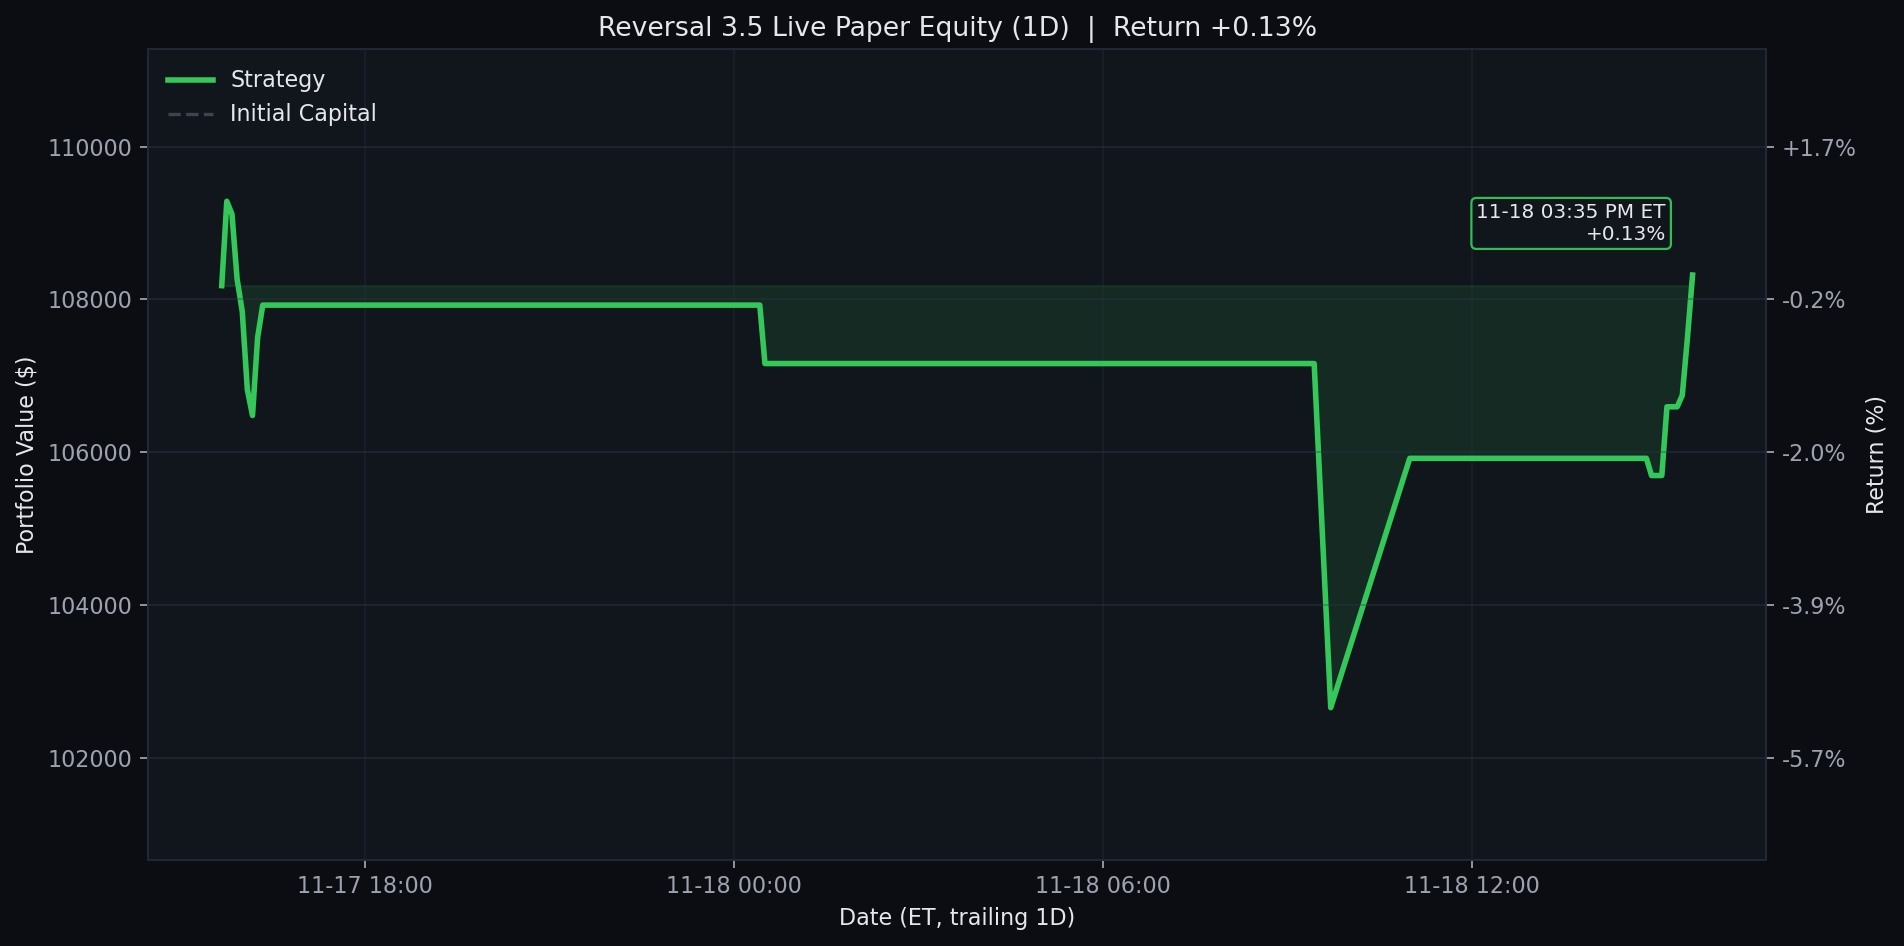 Reversal 3.5 Live Paper Equity (1D) | Return +0.13%
Strategy
Initial Capital
11-18 03:35 PM ET
+0.13%
Portfolio Value ($)
110000
108000
106000
104000
102000
+1.7%
-0.2%
-2.0%
-3.9%
-5.7%
Return (%)
11-17 18:00
11-18 00:00
11-18 06:00
11-18 12:00
Date (ET, trailing 1D)